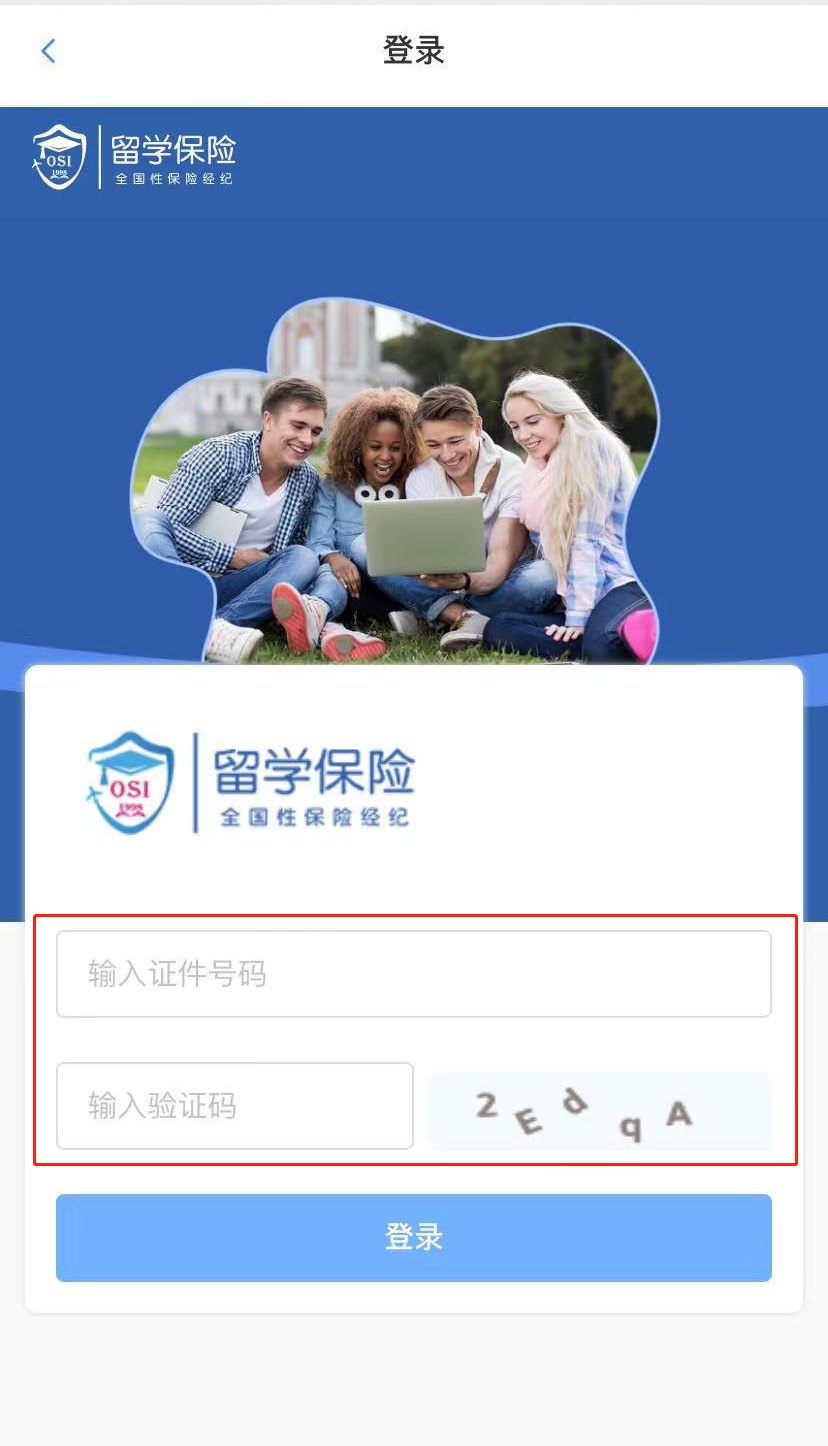 登录
OSI
1998
留学保险
全国性保险经纪
OSI
1998
留学保险
全国性保险经纪
输入证件号码
输入验证码
2EdqA
登录